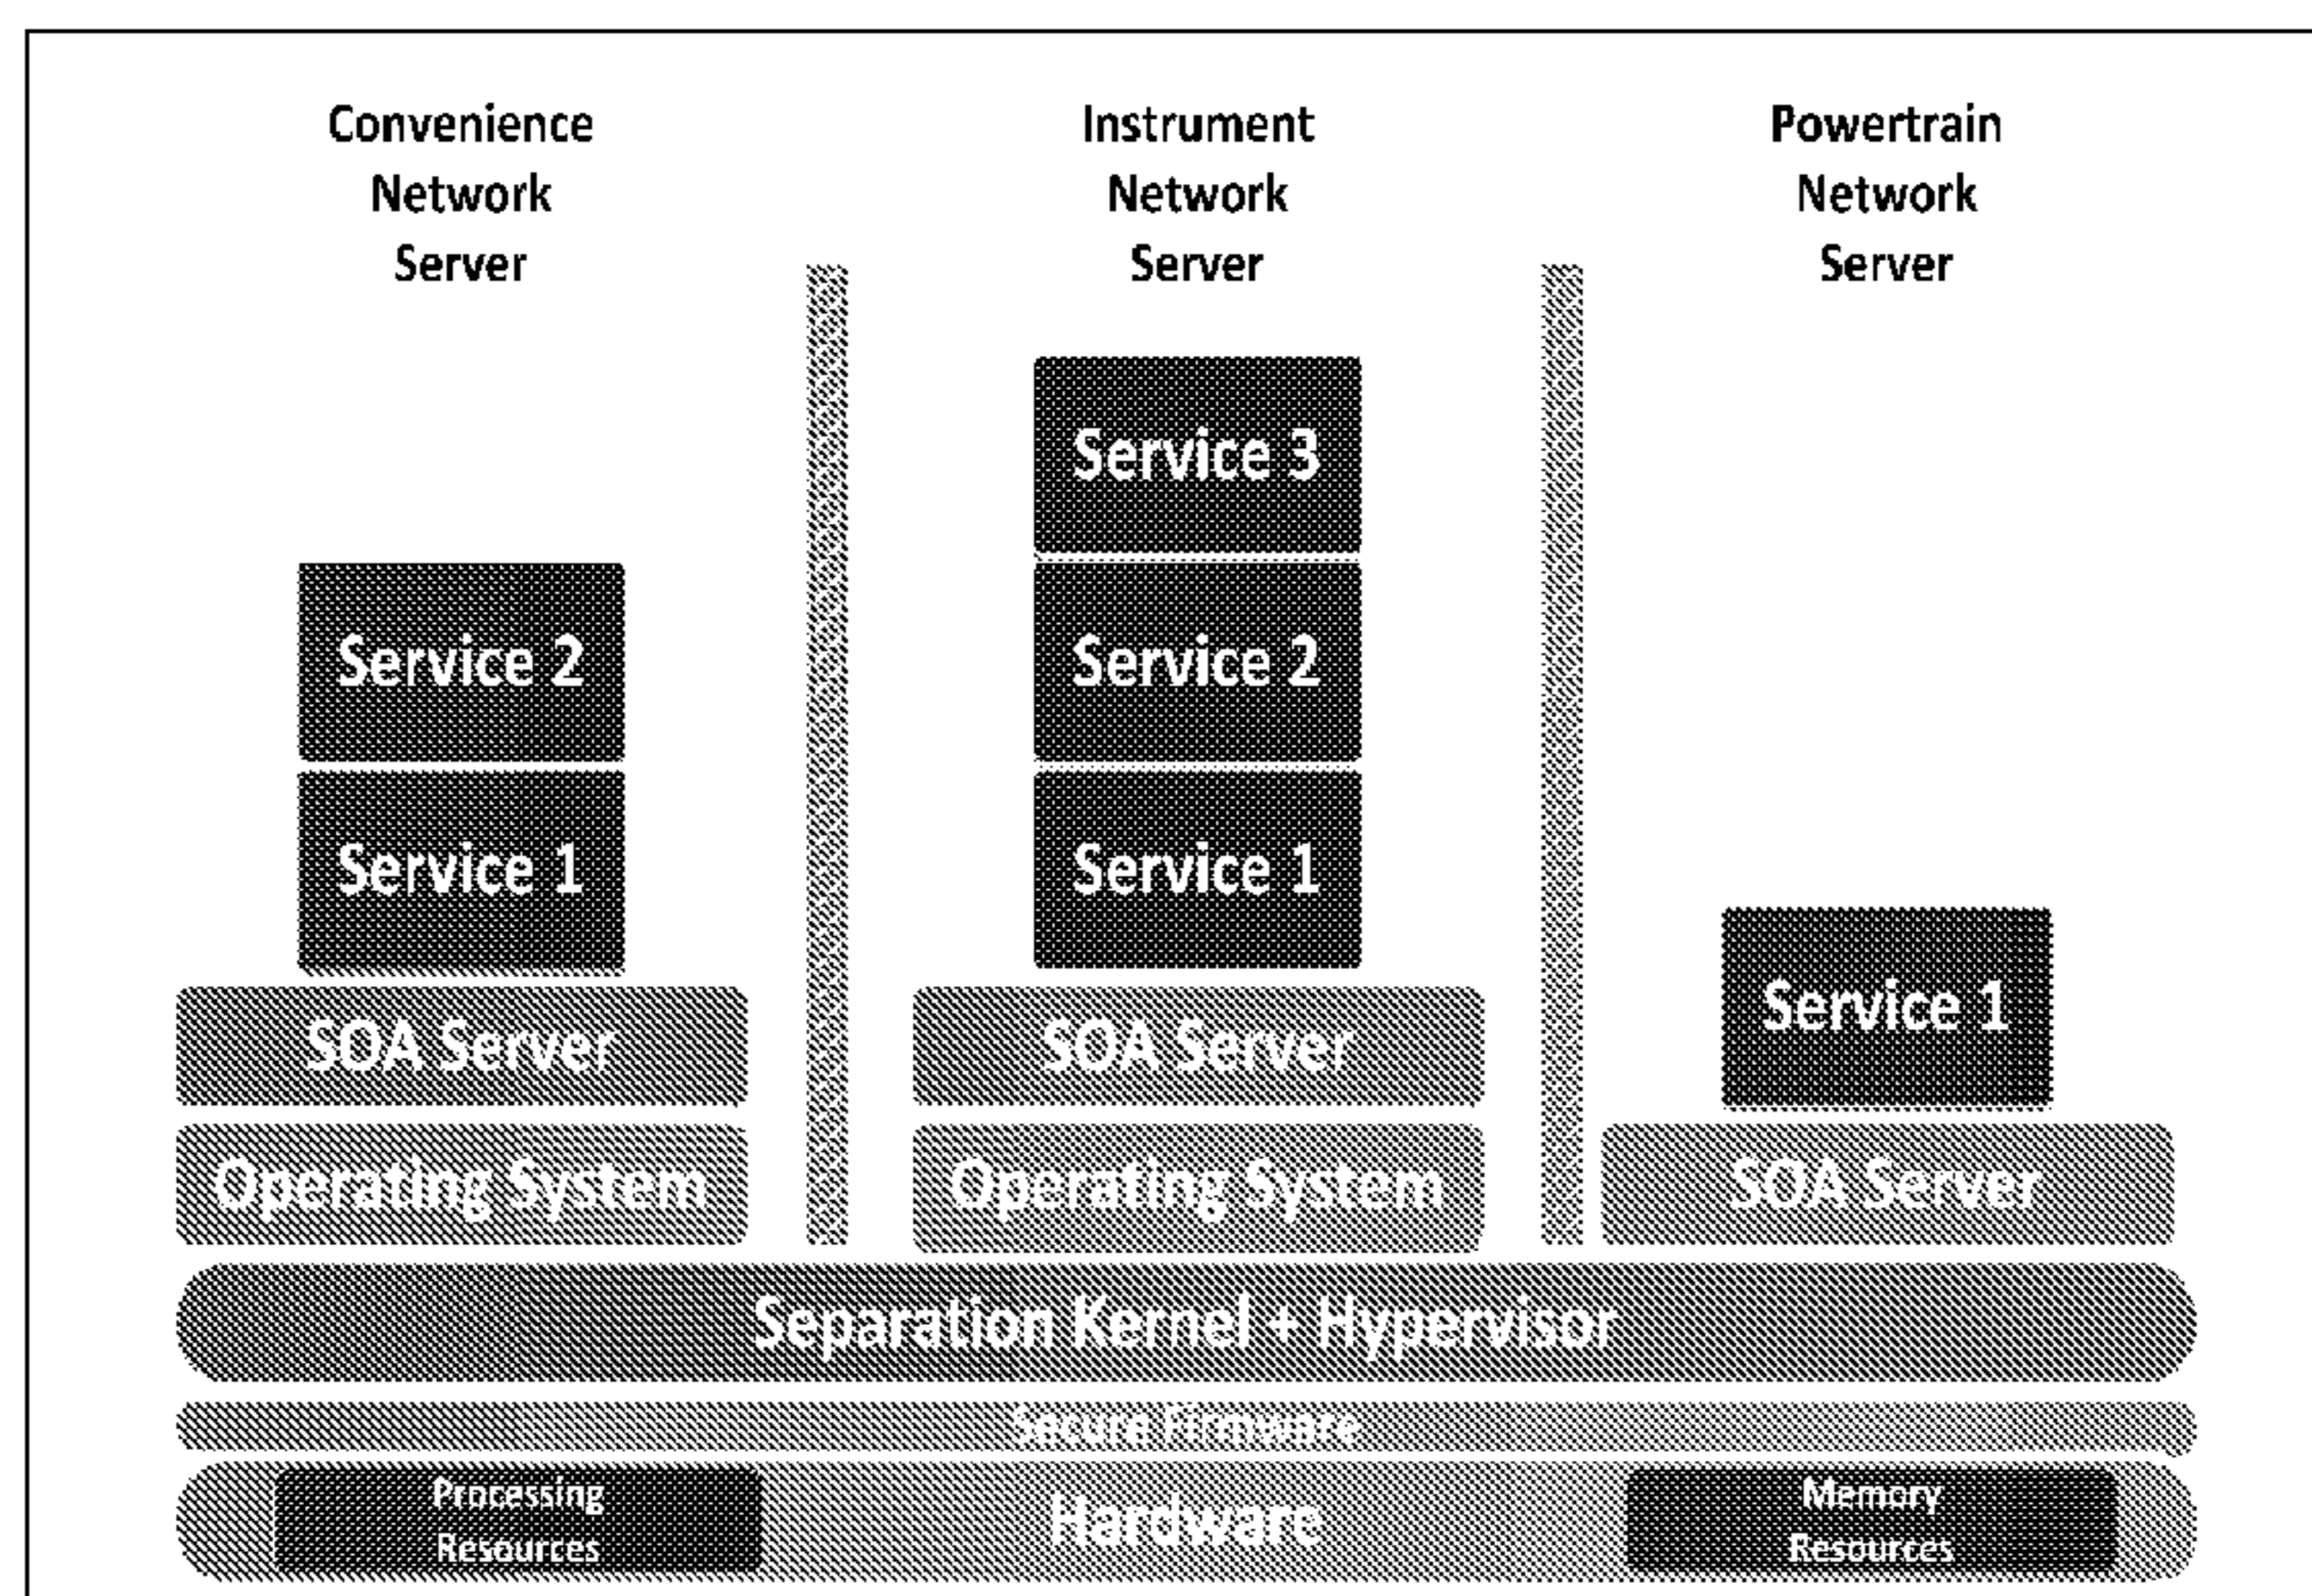 Convenience
Network
Server
Instrument
Network
Server
Powertrain
Network
Server
Service 3
Service 2
Service 2
Service 1
Service 1
Service 1
SOA Server
SOA Server
Operating System
Operating System
SOA Server
Separation Kernel + Hypervisor
Secure Firmware
Processing
Resources
Hardware
Memory
Resources